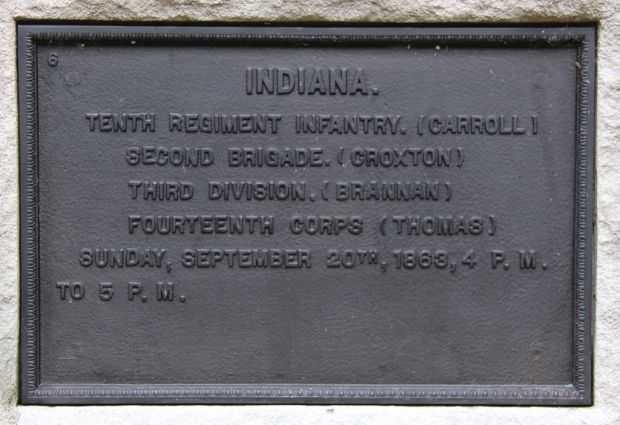 6
INDIANA.
TENTH REGIMENT INFANTRY. (CARROLL)
SECOND BRIGADE. (CROXTON)
THIRD DIVISION. (BRANNAN)
FOURTEENTH CORPS (THOMAS)
SUNDAY, SEPTEMBER 20TH, 1863, 4 P. M.
TO 5 P. M.